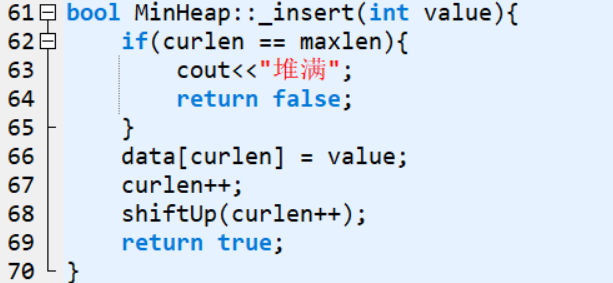 61 bool MinHeap::_insert(int value){
62     if(curlen == maxlen){
63         cout<<"堆满";
64         return false;
65     }
66     data[curlen] = value;
67     curlen++;
68     shiftUp(curlen++);
69     return true;
70 }